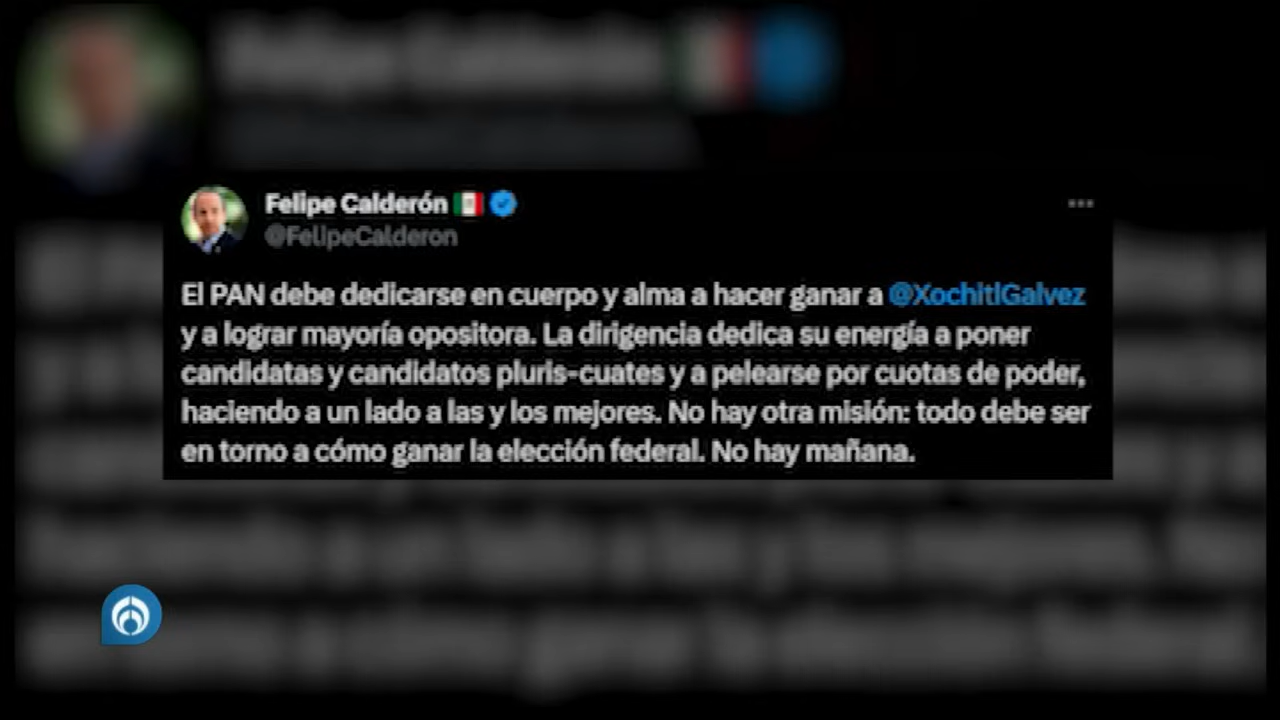 Felipe Calderón
@FelipeCalderon
El PAN debe dedicarse en cuerpo y alma a hacer ganar a @XochitlGalvez
y a lograr mayoría opositora. La dirigencia dedica su energía a poner
candidatas y candidatos pluris-cuates y a pelearse por cuotas de poder,
haciendo a un lado a las y los mejores. No hay otra misión: todo debe ser
en torno a cómo ganar la elección federal. No hay mañana.